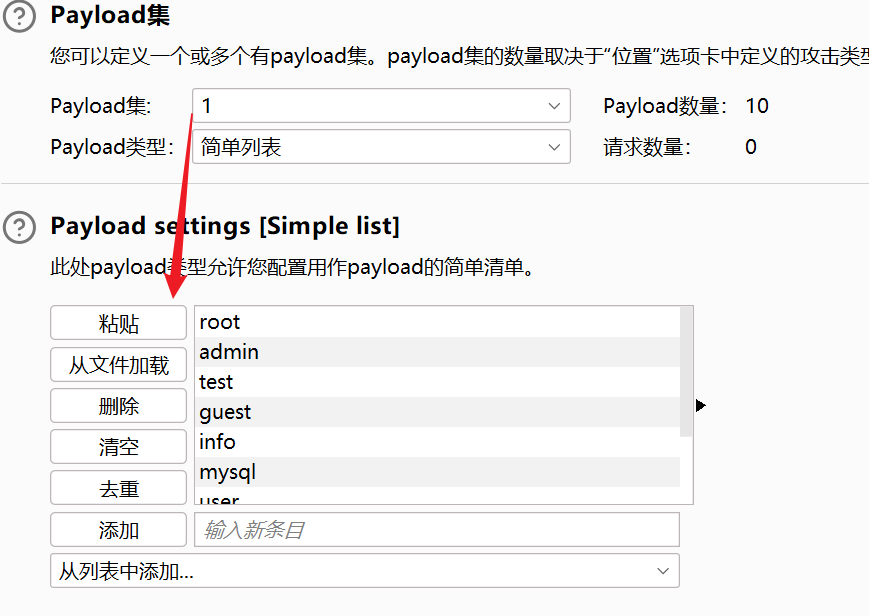 Payload集
您可以定义一个或多个有payload集。payload集的数量取决于“位置”选项卡中定义的攻击类型
Payload集: 1 Payload数量: 10
Payload类型: 简单列表 请求数量: 0
Payload settings [Simple list]
此处payload类型允许您配置用作payload的简单清单。
粘贴
从文件加载
删除
清空
去重
添加
root
admin
test
guest
info
mysql
user
输入新条目
从列表中添加...